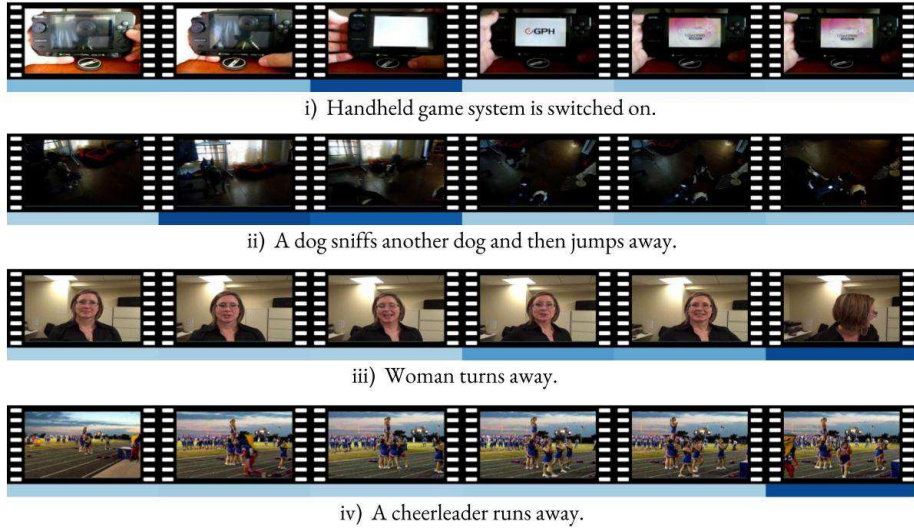 GPH
i) Handheld game system is switched on.
ii) A dog sniffs another dog and then jumps away.
iii) Woman turns away.
iv) A cheerleader runs away.